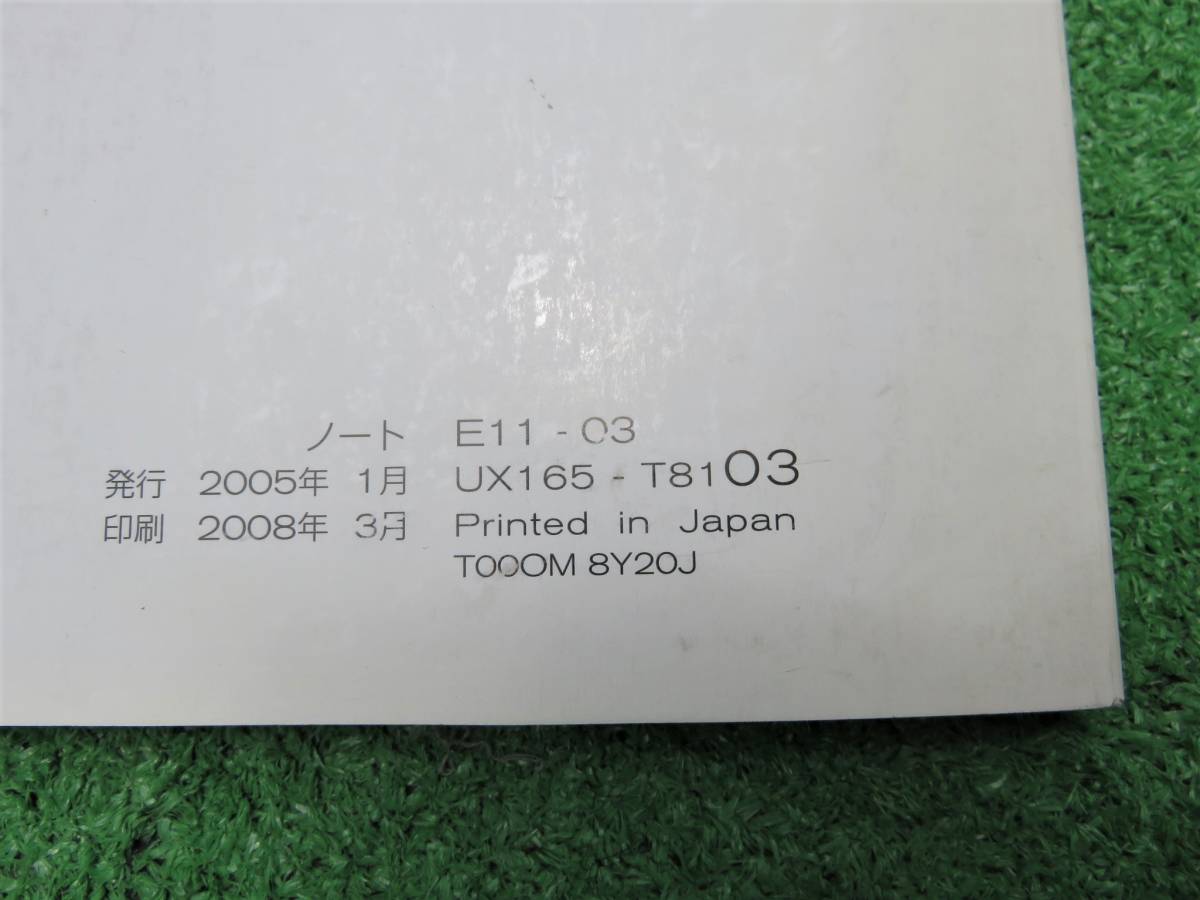 ノート E11 - 03
発行 2005年 1月 UX165 - T8103
印刷 2008年 3月 Printed in Japan
T00OM 8Y20J